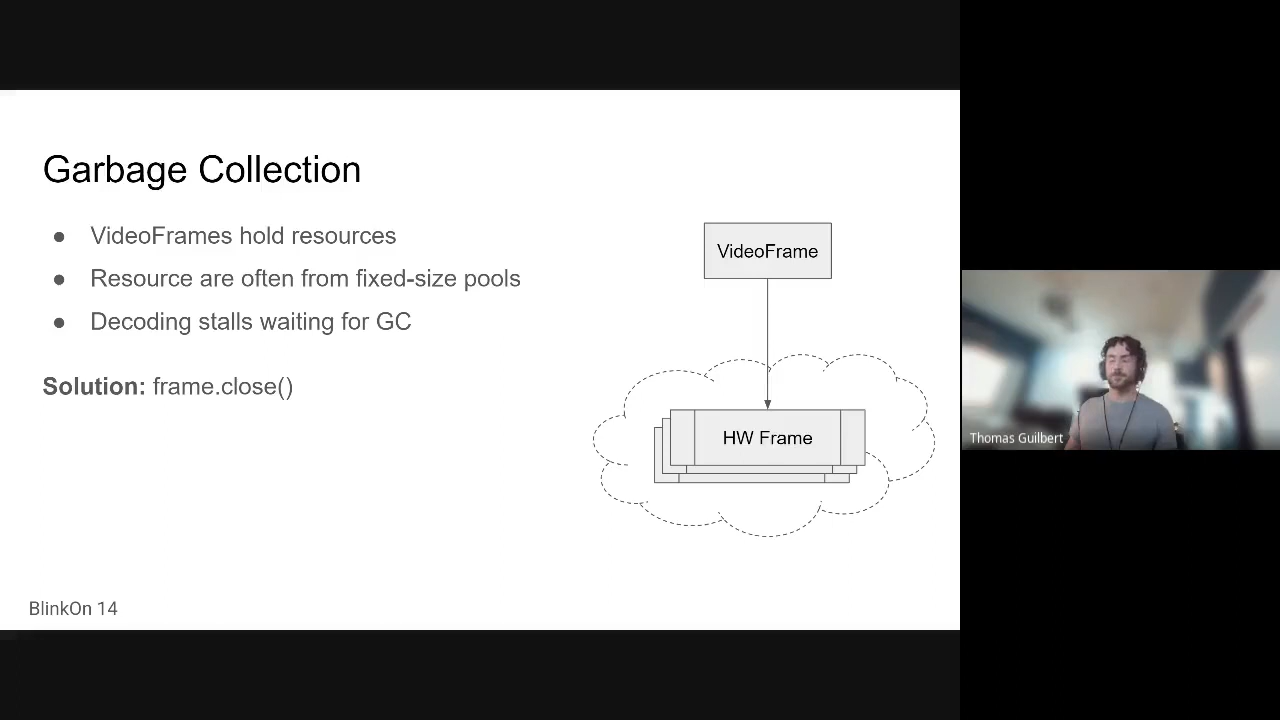 Garbage Collection
● VideoFrames hold resources
● Resource are often from fixed-size pools
● Decoding stalls waiting for GC
Solution: frame.close()
VideoFrame
HW Frame
BlinkOn 14
Thomas Guilbert